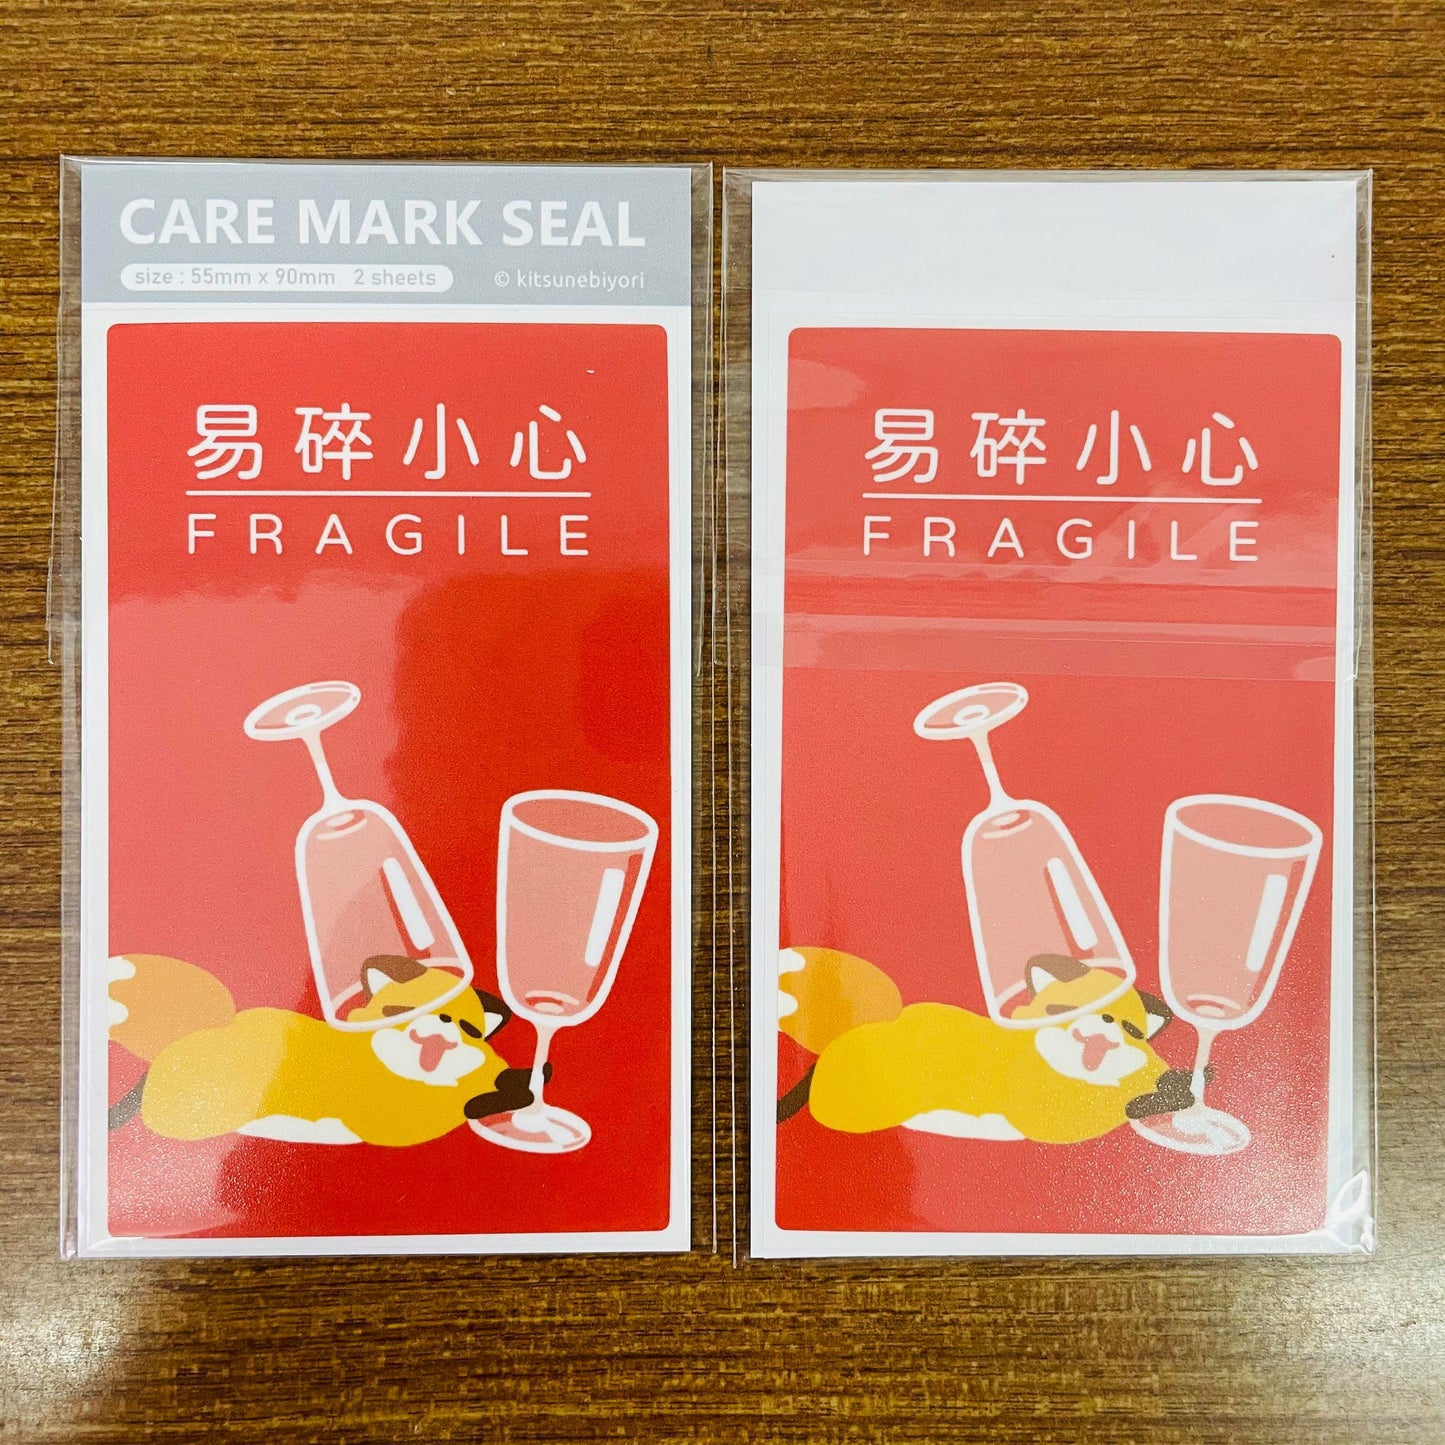 CARE MARK SEAL
size : 55mm x 90mm 2 sheets
© kitsunebiyori
易碎小心
FRAGILE
易碎小心
FRAGILE